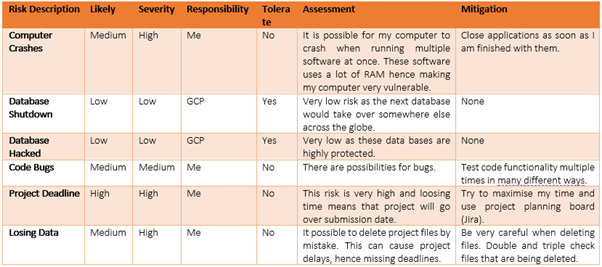 Risk Description Likely Severity Responsibility Tolera Assessment Mitigation
te
Computer Medium High Me No It is possible for my computer to Close applications as soon as I
Crashes crash when running multiple am finished with them.
software at once. These software
uses a lot of RAM hence making
my computer very vulnerable.
Database Low Low GCP Yes Very low risk as the next database None
Shutdown would take over somewhere else
across the globe.
Database Low Low GCP Yes Very low as these data bases are None
Hacked highly protected.
Code Bugs Medium Medium Me No There are possibilities for bugs. Test code functionality multiple
times in many different ways.
Project Deadline High High Me No This risk is very high and loosing Try to maximise my time and
time means that project will go use project planning board
over submission date. (Jira).
Losing Data Medium High Me No It possible to delete project files by Be very careful when deleting
mistake. This can cause project files. Double and triple check
delays, hence missing deadlines. files that are being deleted.